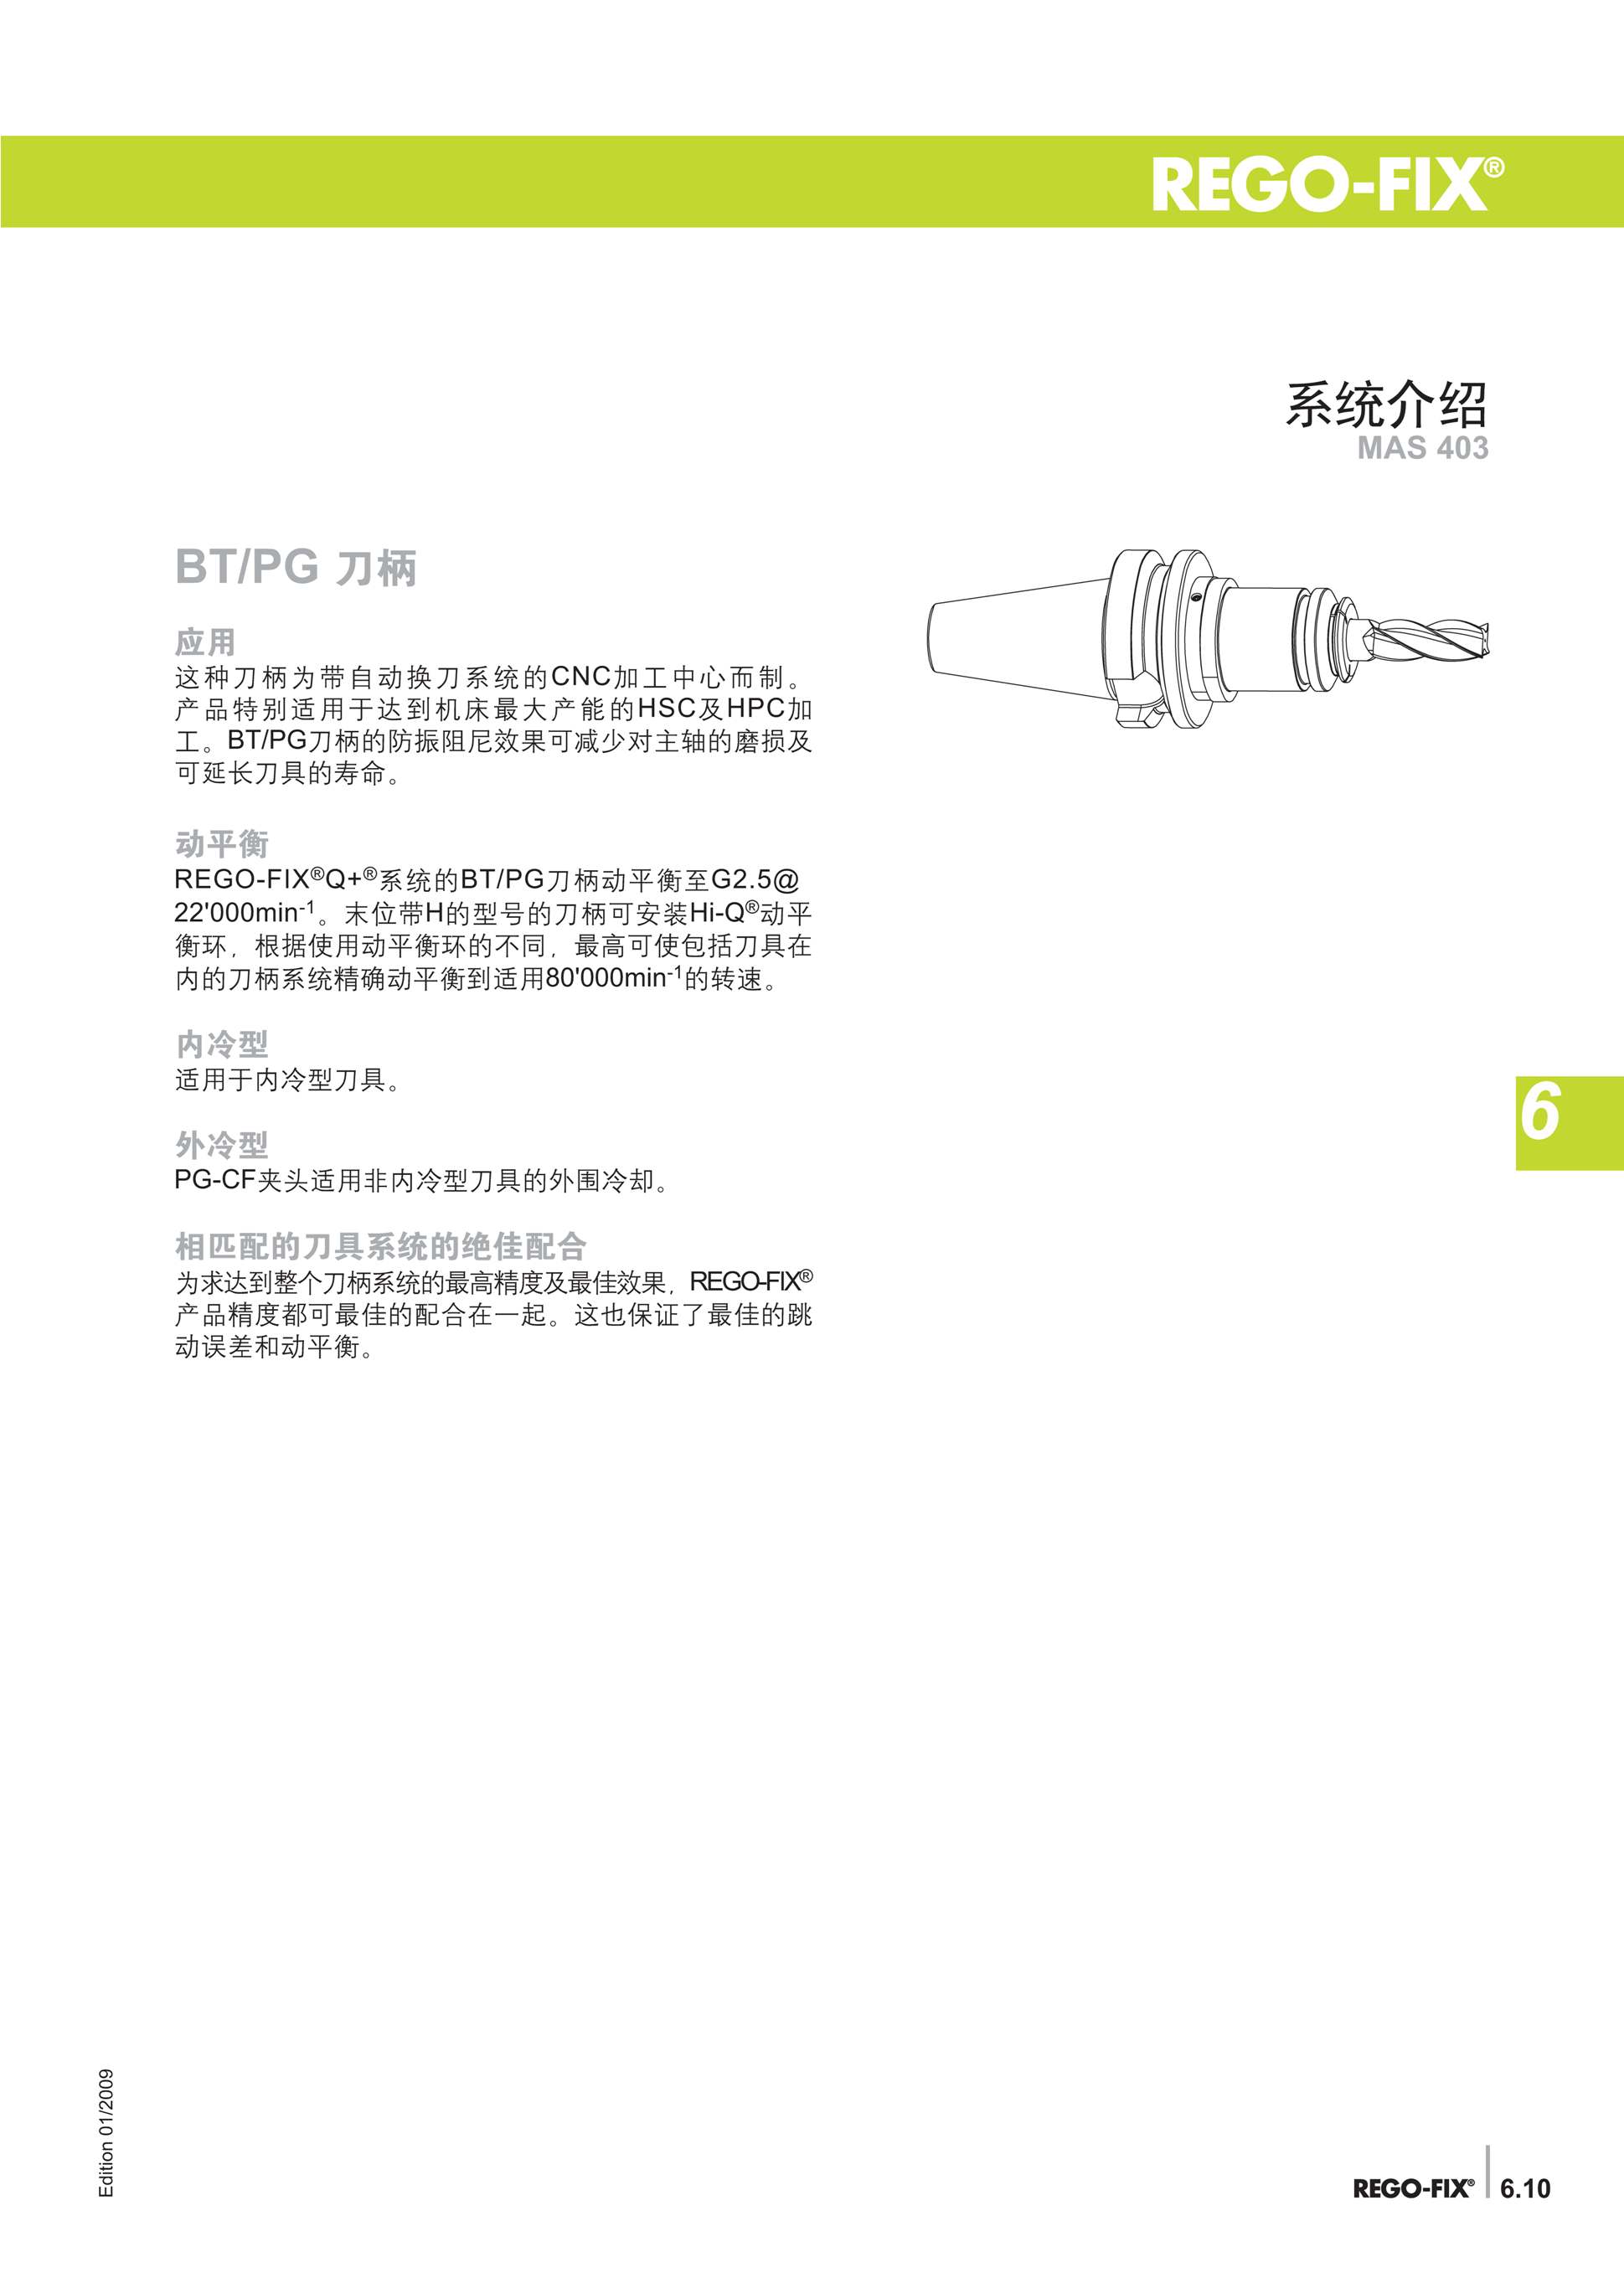 REGO-FIX®
系统介绍
MAS 403
BT/PG 刀柄
应用
这种刀柄为带自动换刀系统的CNC加工中心而制。
产品特别适用于达到机床最大产能的HSC及HPC加
工。BT/PG刀柄的防振阻尼效果可减少对主轴的磨损及
可延长刀具的寿命。
动平衡
REGO-FIX®Q+®系统的BT/PG刀柄动平衡至G2.5@
22'000min-1。末位带H的型号的刀柄可安装Hi-Q®动平
衡环，根据使用动平衡环的不同，最高可使包括刀具在
内的刀柄系统精确动平衡到适用80'000min-1的转速。
内冷型
适用于内冷型刀具。
外冷型
PG-CF夹头适用非内冷型刀具的外围冷却。
相匹配的刀具系统的绝佳配合
为求达到整个刀柄系统的最高精度及最佳效果，REGO-FIX®
产品精度都可最佳的配合在一起。这也保证了最佳的跳
动误差和动平衡。
6
Edition 01/2009
REGO-FIX® 6.10